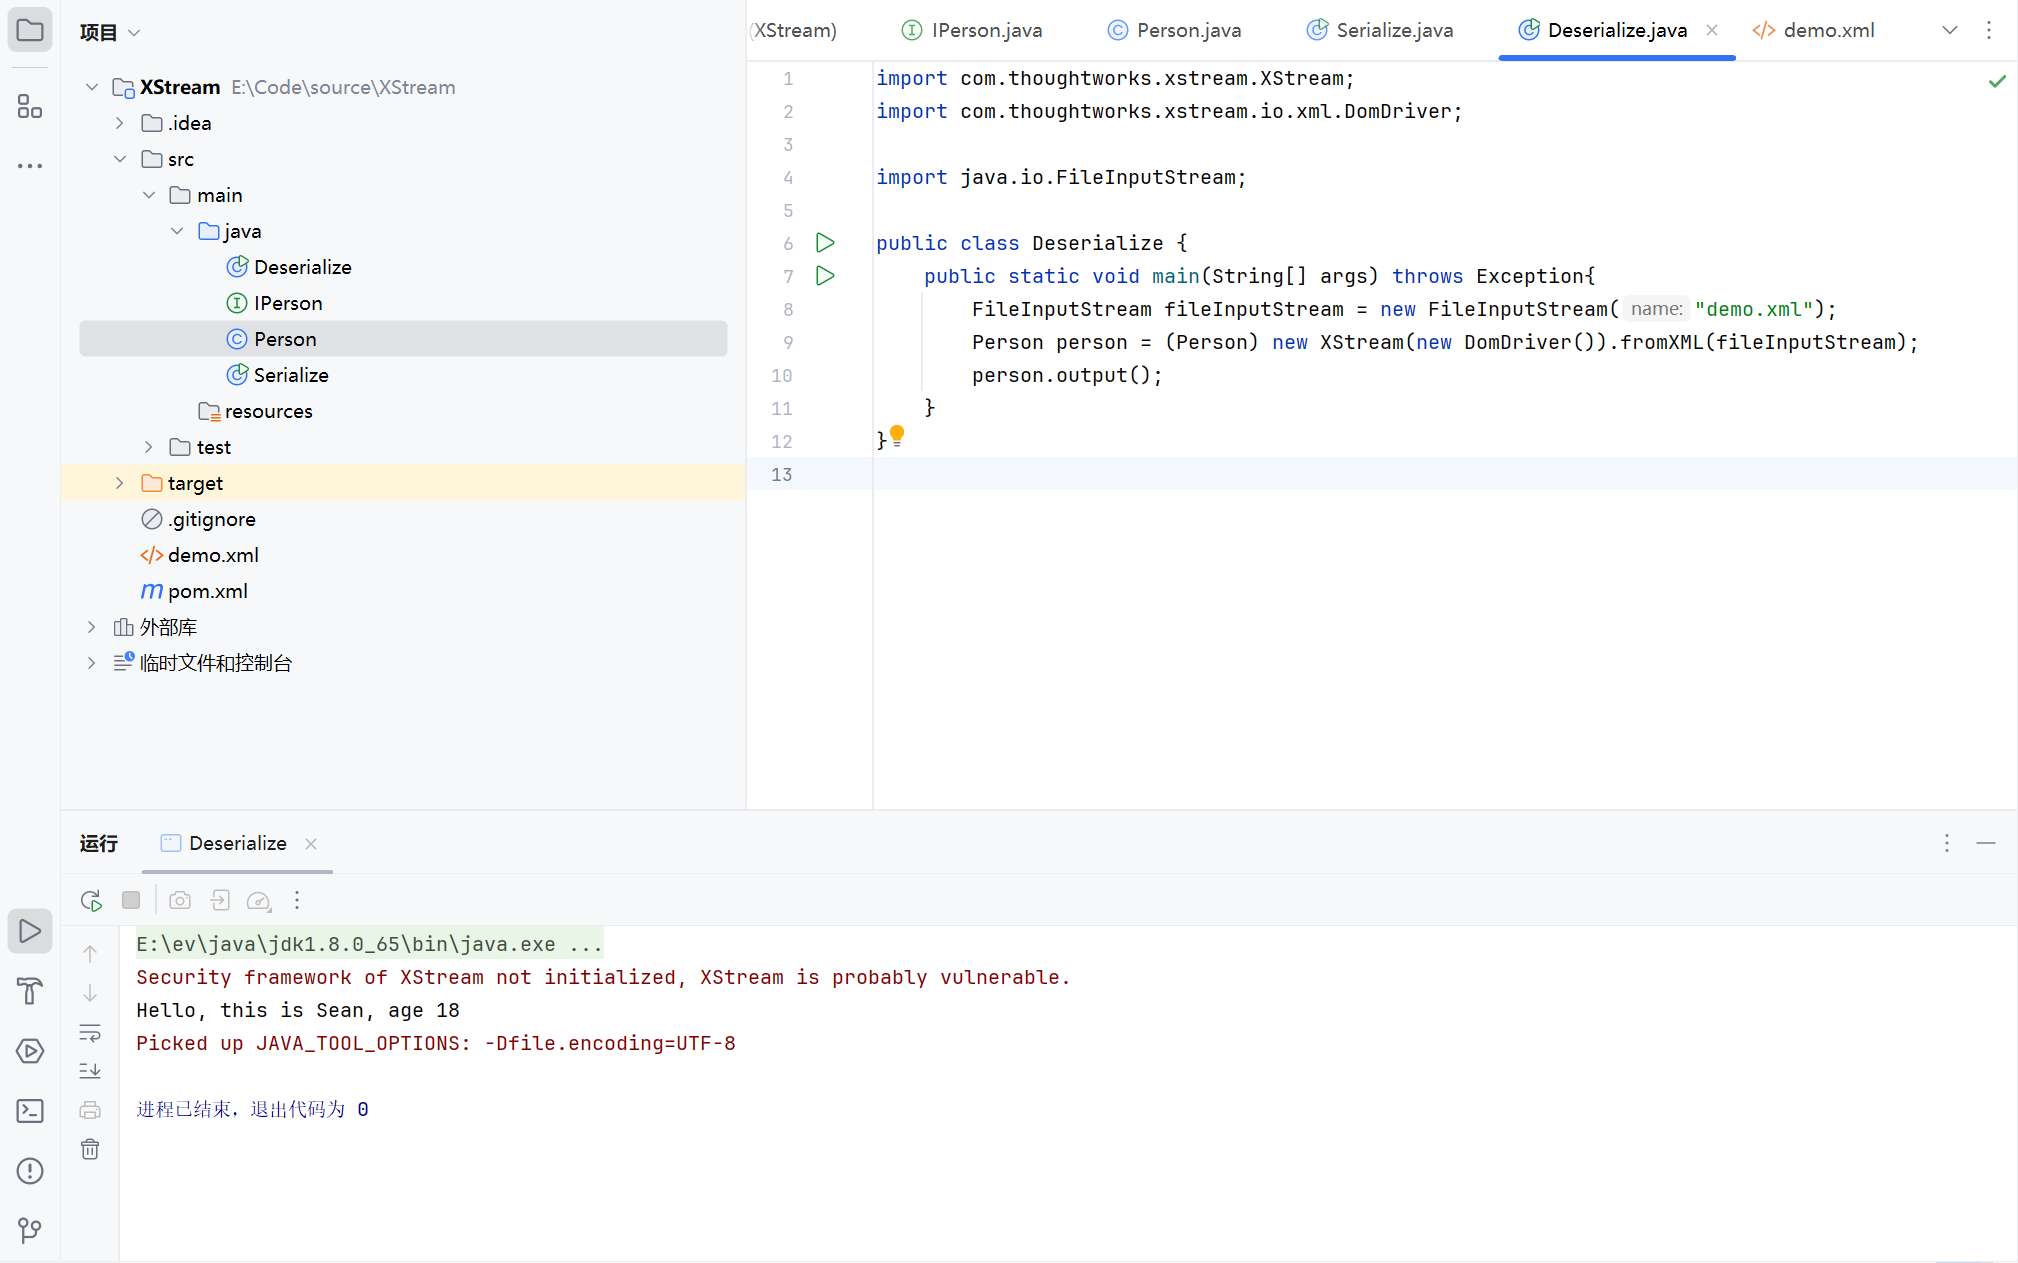 项目
XStream E:\Code\source\XStream
.idea
src
main
java
Deserialize
IPerson
Person
Serialize
resources
test
target
.gitignore
demo.xml
pom.xml
外部库
临时文件和控制台
(XStream) IPerson.java Person.java Serialize.java Deserialize.java demo.xml
1 import com.thoughtworks.xstream.XStream;
2 import com.thoughtworks.xstream.io.xml.DomDriver;
3
4 import java.io.FileInputStream;
5
6 public class Deserialize {
7 public static void main(String[] args) throws Exception{
8 FileInputStream fileInputStream = new FileInputStream( name: "demo.xml");
9 Person person = (Person) new XStream(new DomDriver()).fromXML(fileInputStream);
10 person.output();
11 }
12 }
13
运行 Deserialize
E:\ev\java\jdk1.8.0_65\bin\java.exe ...
Security framework of XStream not initialized, XStream is probably vulnerable.
Hello, this is Sean, age 18
Picked up JAVA_TOOL_OPTIONS: -Dfile.encoding=UTF-8
进程已结束，退出代码为 0